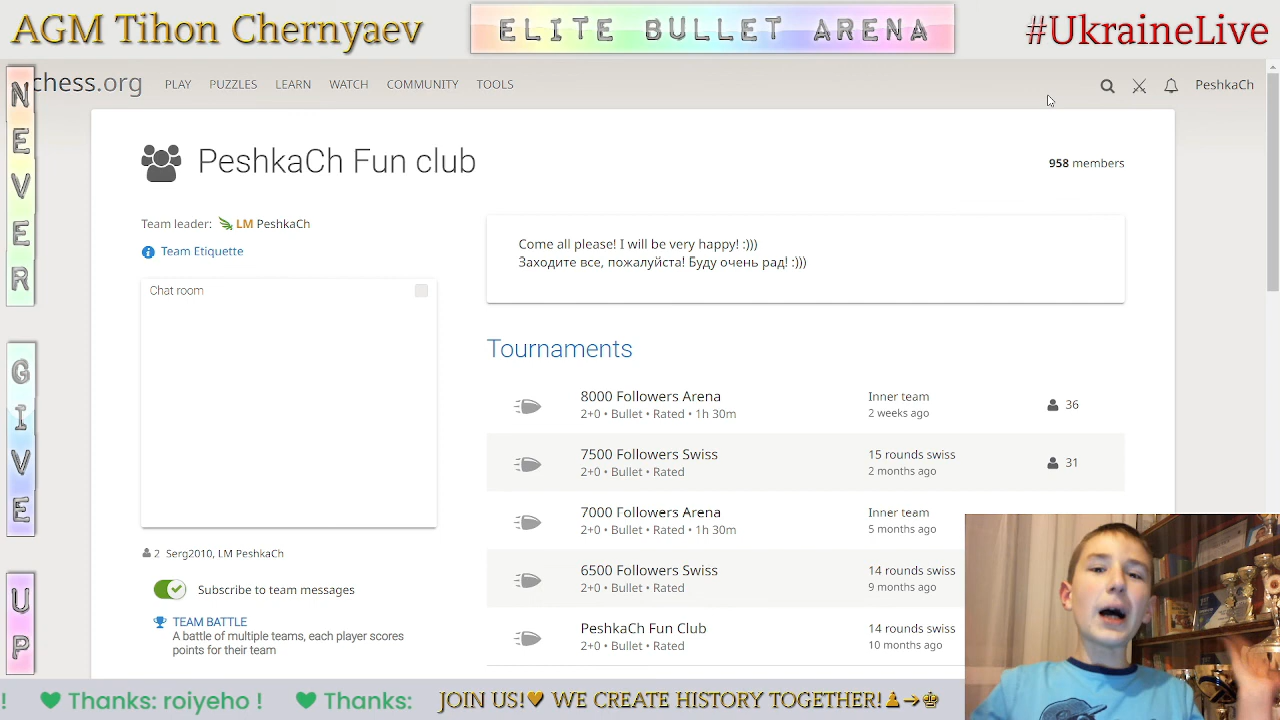 AGM Tihon Chernyaev
ELITE BULLET ARENA
#UkraineLive
chess.org
PLAY
PUZZLES
LEARN
WATCH
COMMUNITY
TOOLS
PeshkaCh
NEVER
GIVE
UP
PeshkaCh Fun club
958 members
Team leader: LM PeshkaCh
Team Etiquette
Chat room
Come all please! I will be very happy! :)))
Заходите все, пожалуйста! Буду очень рад! :)))
Tournaments
8000 Followers Arena
2+0 • Bullet • Rated • 1h 30m
Inner team
2 weeks ago
36
7500 Followers Swiss
2+0 • Bullet • Rated
15 rounds swiss
2 months ago
31
7000 Followers Arena
2+0 • Bullet • Rated • 1h 30m
Inner team
5 months ago
6500 Followers Swiss
2+0 • Bullet • Rated
14 rounds swiss
9 months ago
PeshkaCh Fun Club
2+0 • Bullet • Rated
14 rounds swiss
10 months ago
2 Serg2010, LM PeshkaCh
Subscribe to team messages
TEAM BATTLE
A battle of multiple teams, each player scores
points for their team
! 💚 Thanks: roiyeho ! 💚 Thanks:
JOIN US!🧡 WE CREATE HISTORY TOGETHER!♟→♚